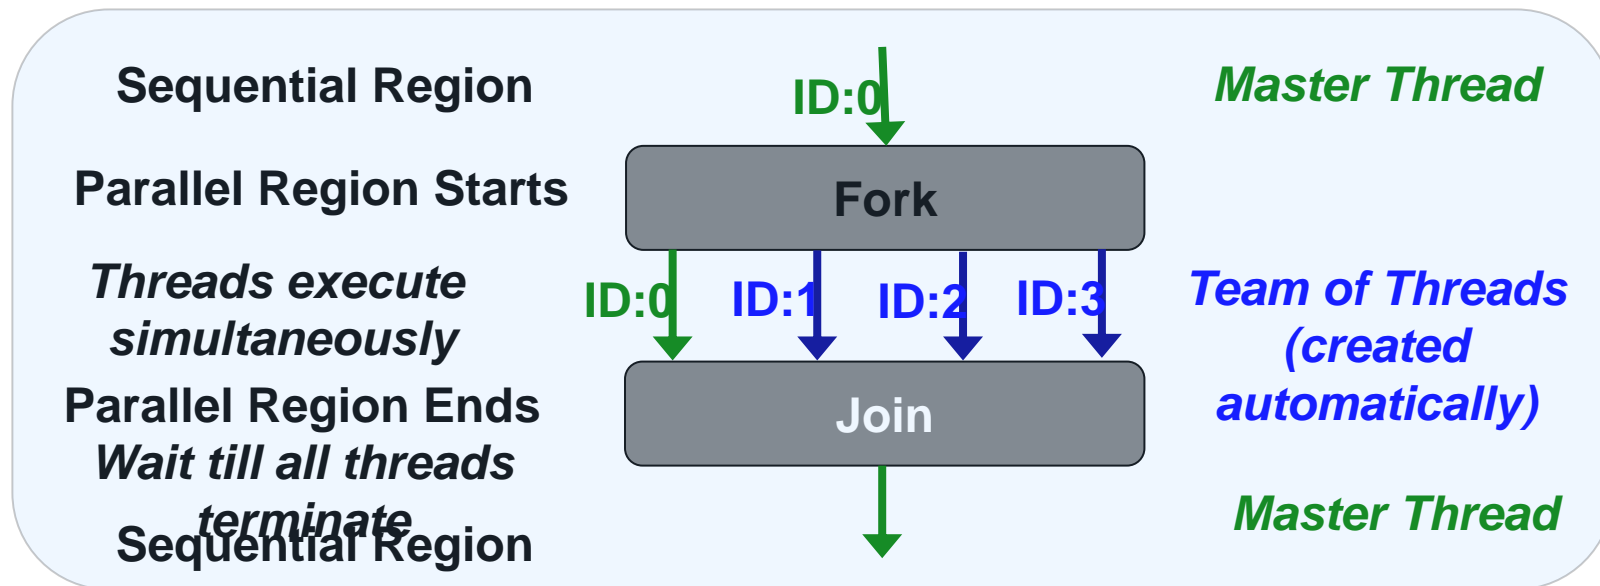 Sequential Region
ID:0
Master Thread
Parallel Region Starts
Fork
Threads execute
simultaneously
ID:0
ID:1
ID:2
ID:3
Team of Threads
(created
automatically)
Parallel Region Ends
Wait till all threads
terminate
Join
Sequential Region
Master Thread